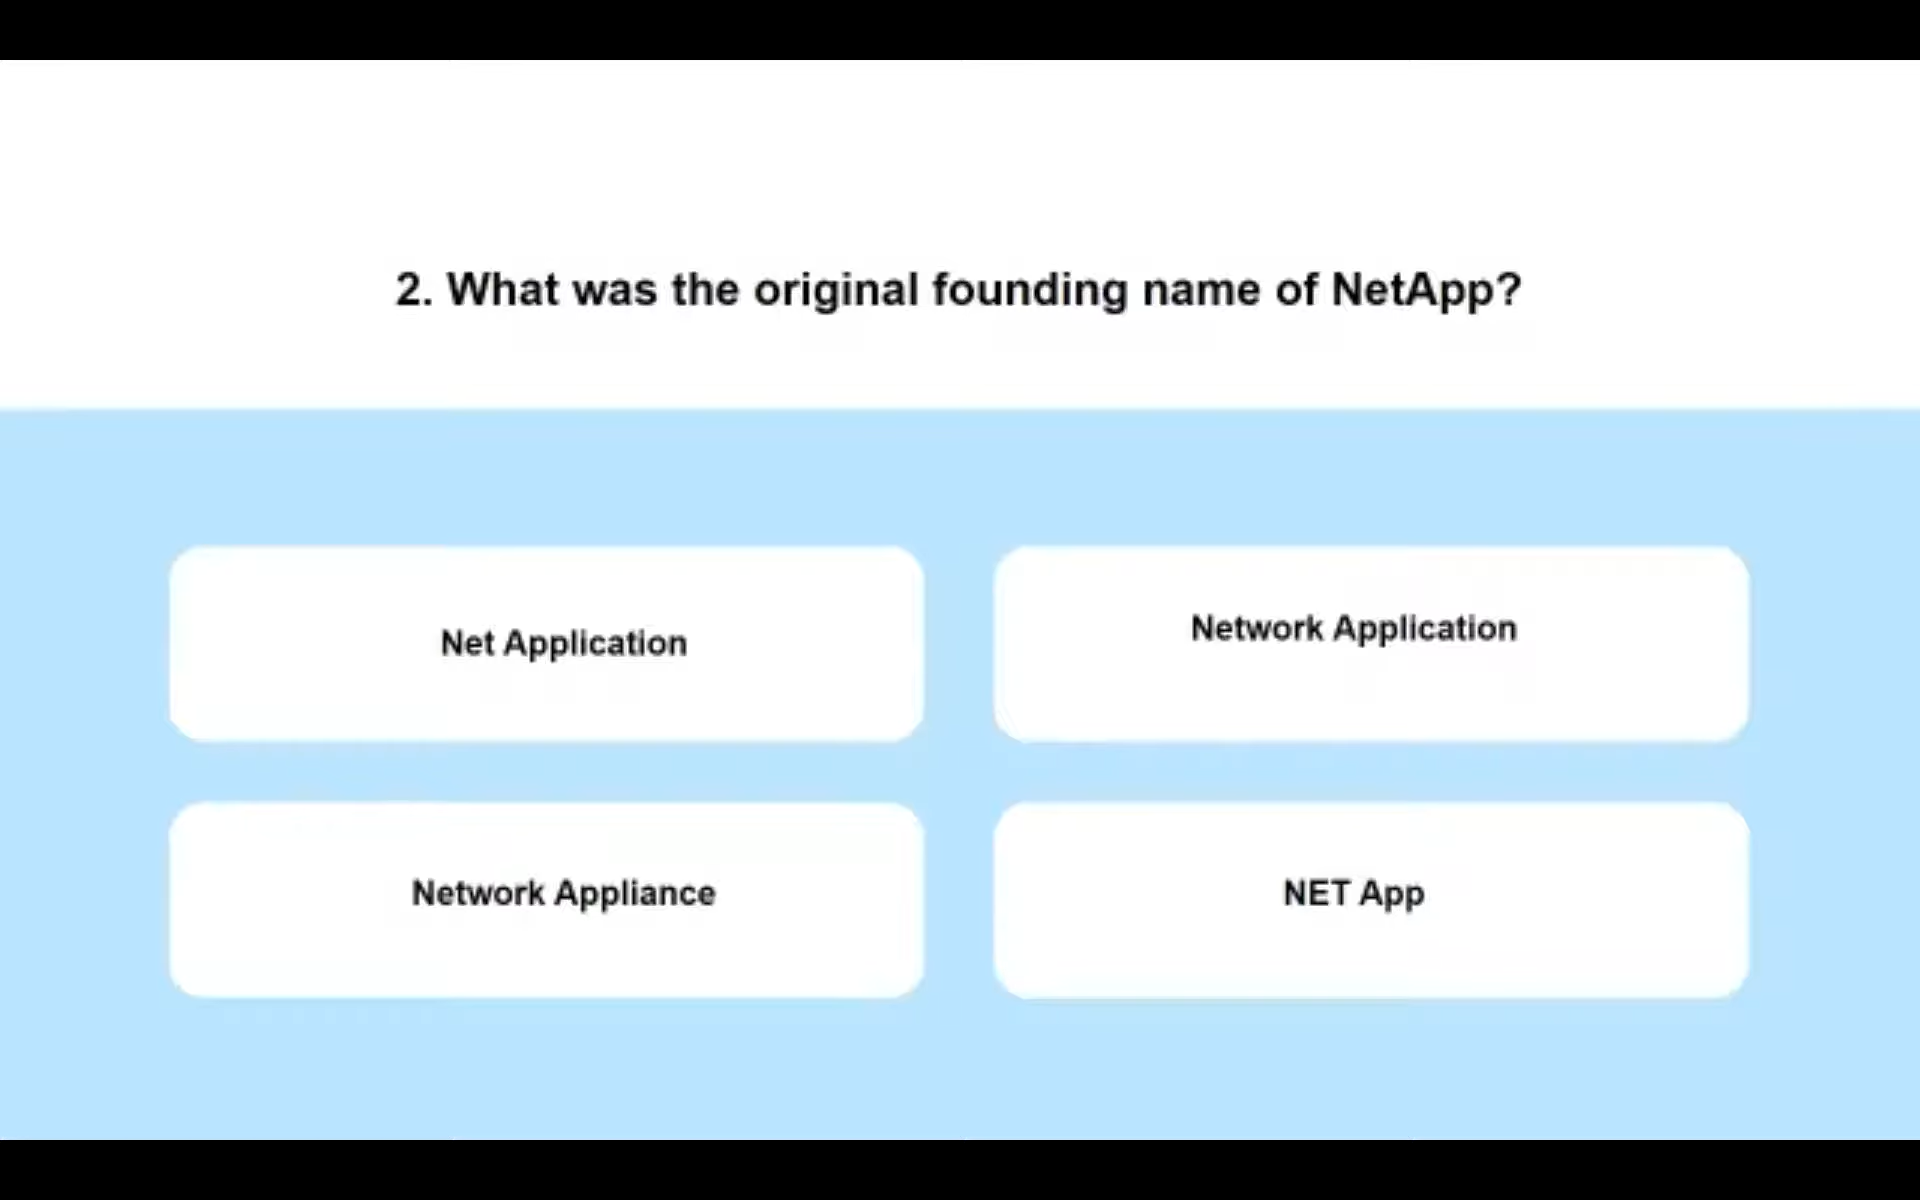 2. What was the original founding name of NetApp?
Net Application
Network Application
Network Appliance
NET App